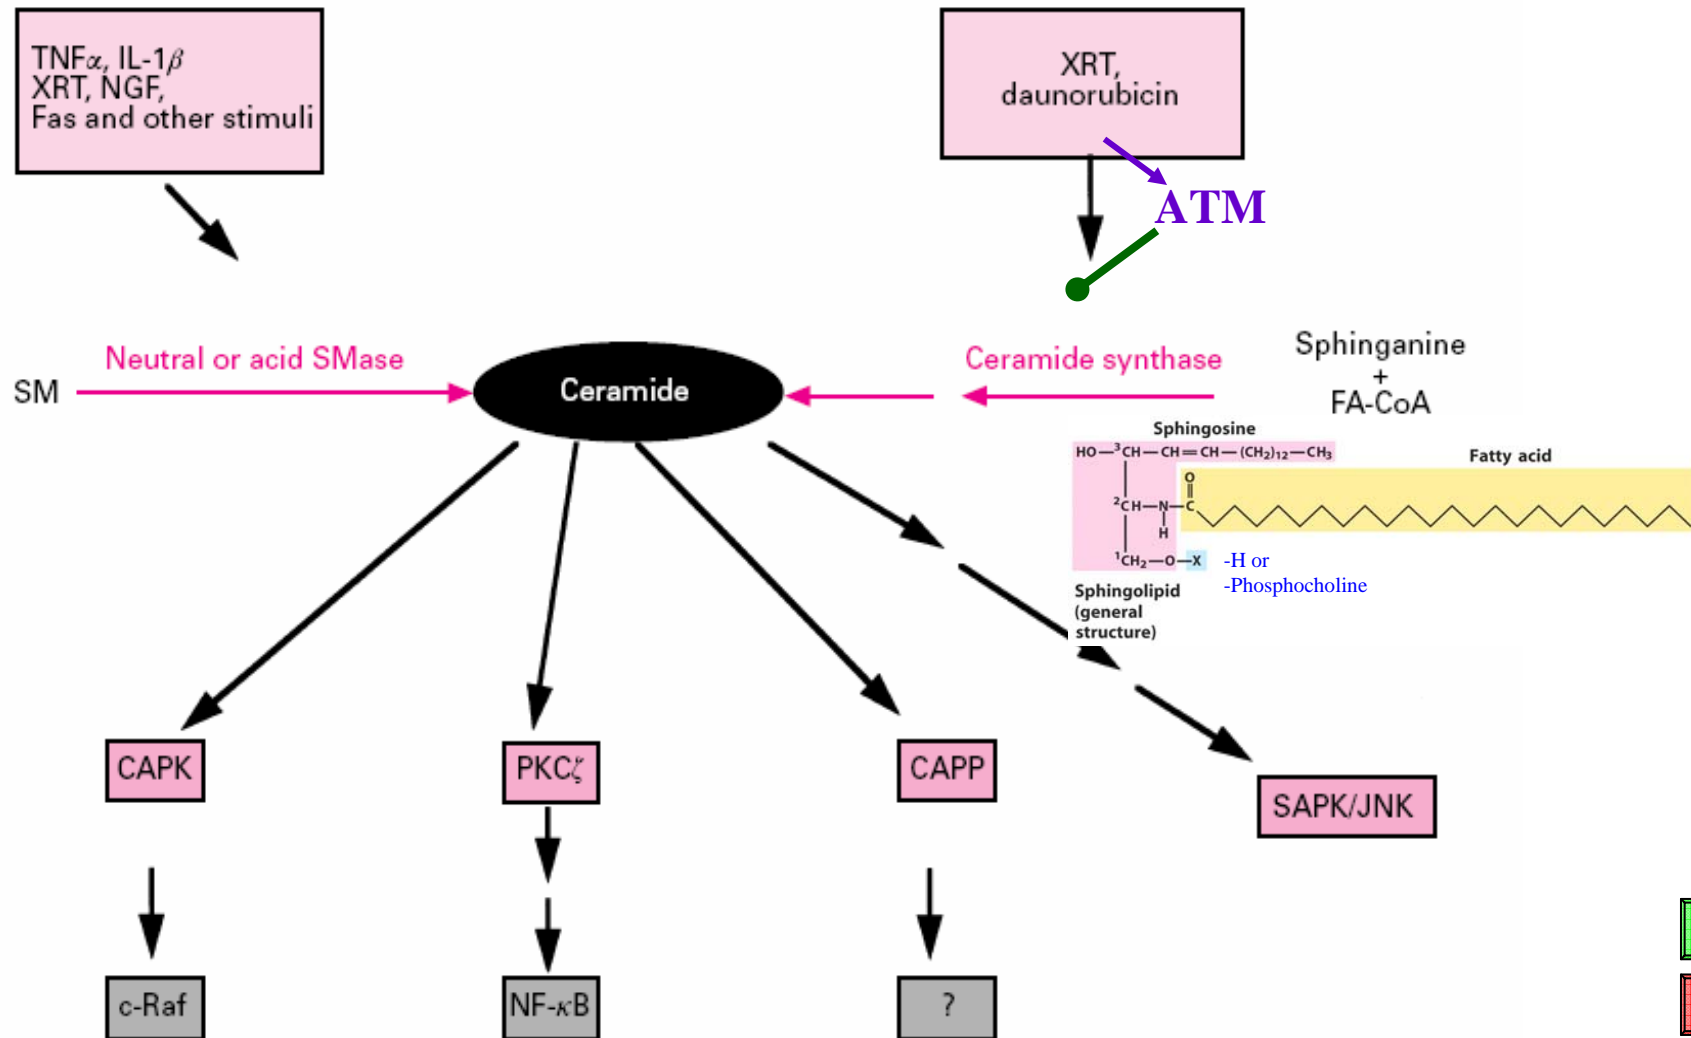 TNFα, IL-1β
XRT, NGF,
Fas and other stimuli
XRT,
daunorubicin
ATM
SM
Neutral or acid SMase
Ceramide
Ceramide synthase
Sphinganine
+
FA-CoA
Sphingosine
HO—³CH—CH=CH—(CH₂)₁₂—CH₃
Fatty acid
O
²CH—N—C
H
¹CH₂—O—X
-H or
-Phosphocholine
Sphingolipid
(general
structure)
CAPK
PKCζ
CAPP
SAPK/JNK
c-Raf
NF-κB
?